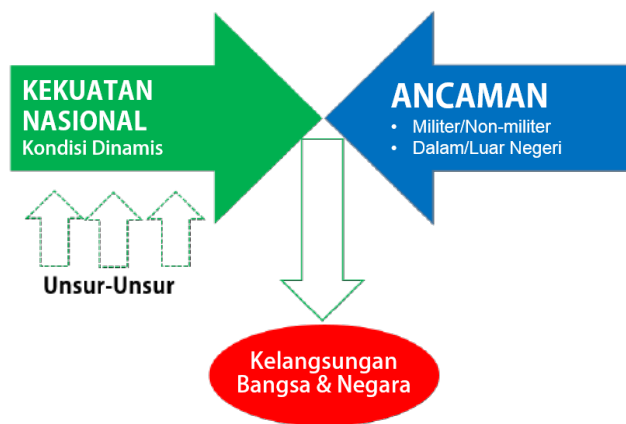 KEKUATAN
NASIONAL
Kondisi Dinamis
ANCAMAN
• Militer/Non-militer
• Dalam/Luar Negeri
Unsur-Unsur
Kelangsungan
Bangsa & Negara